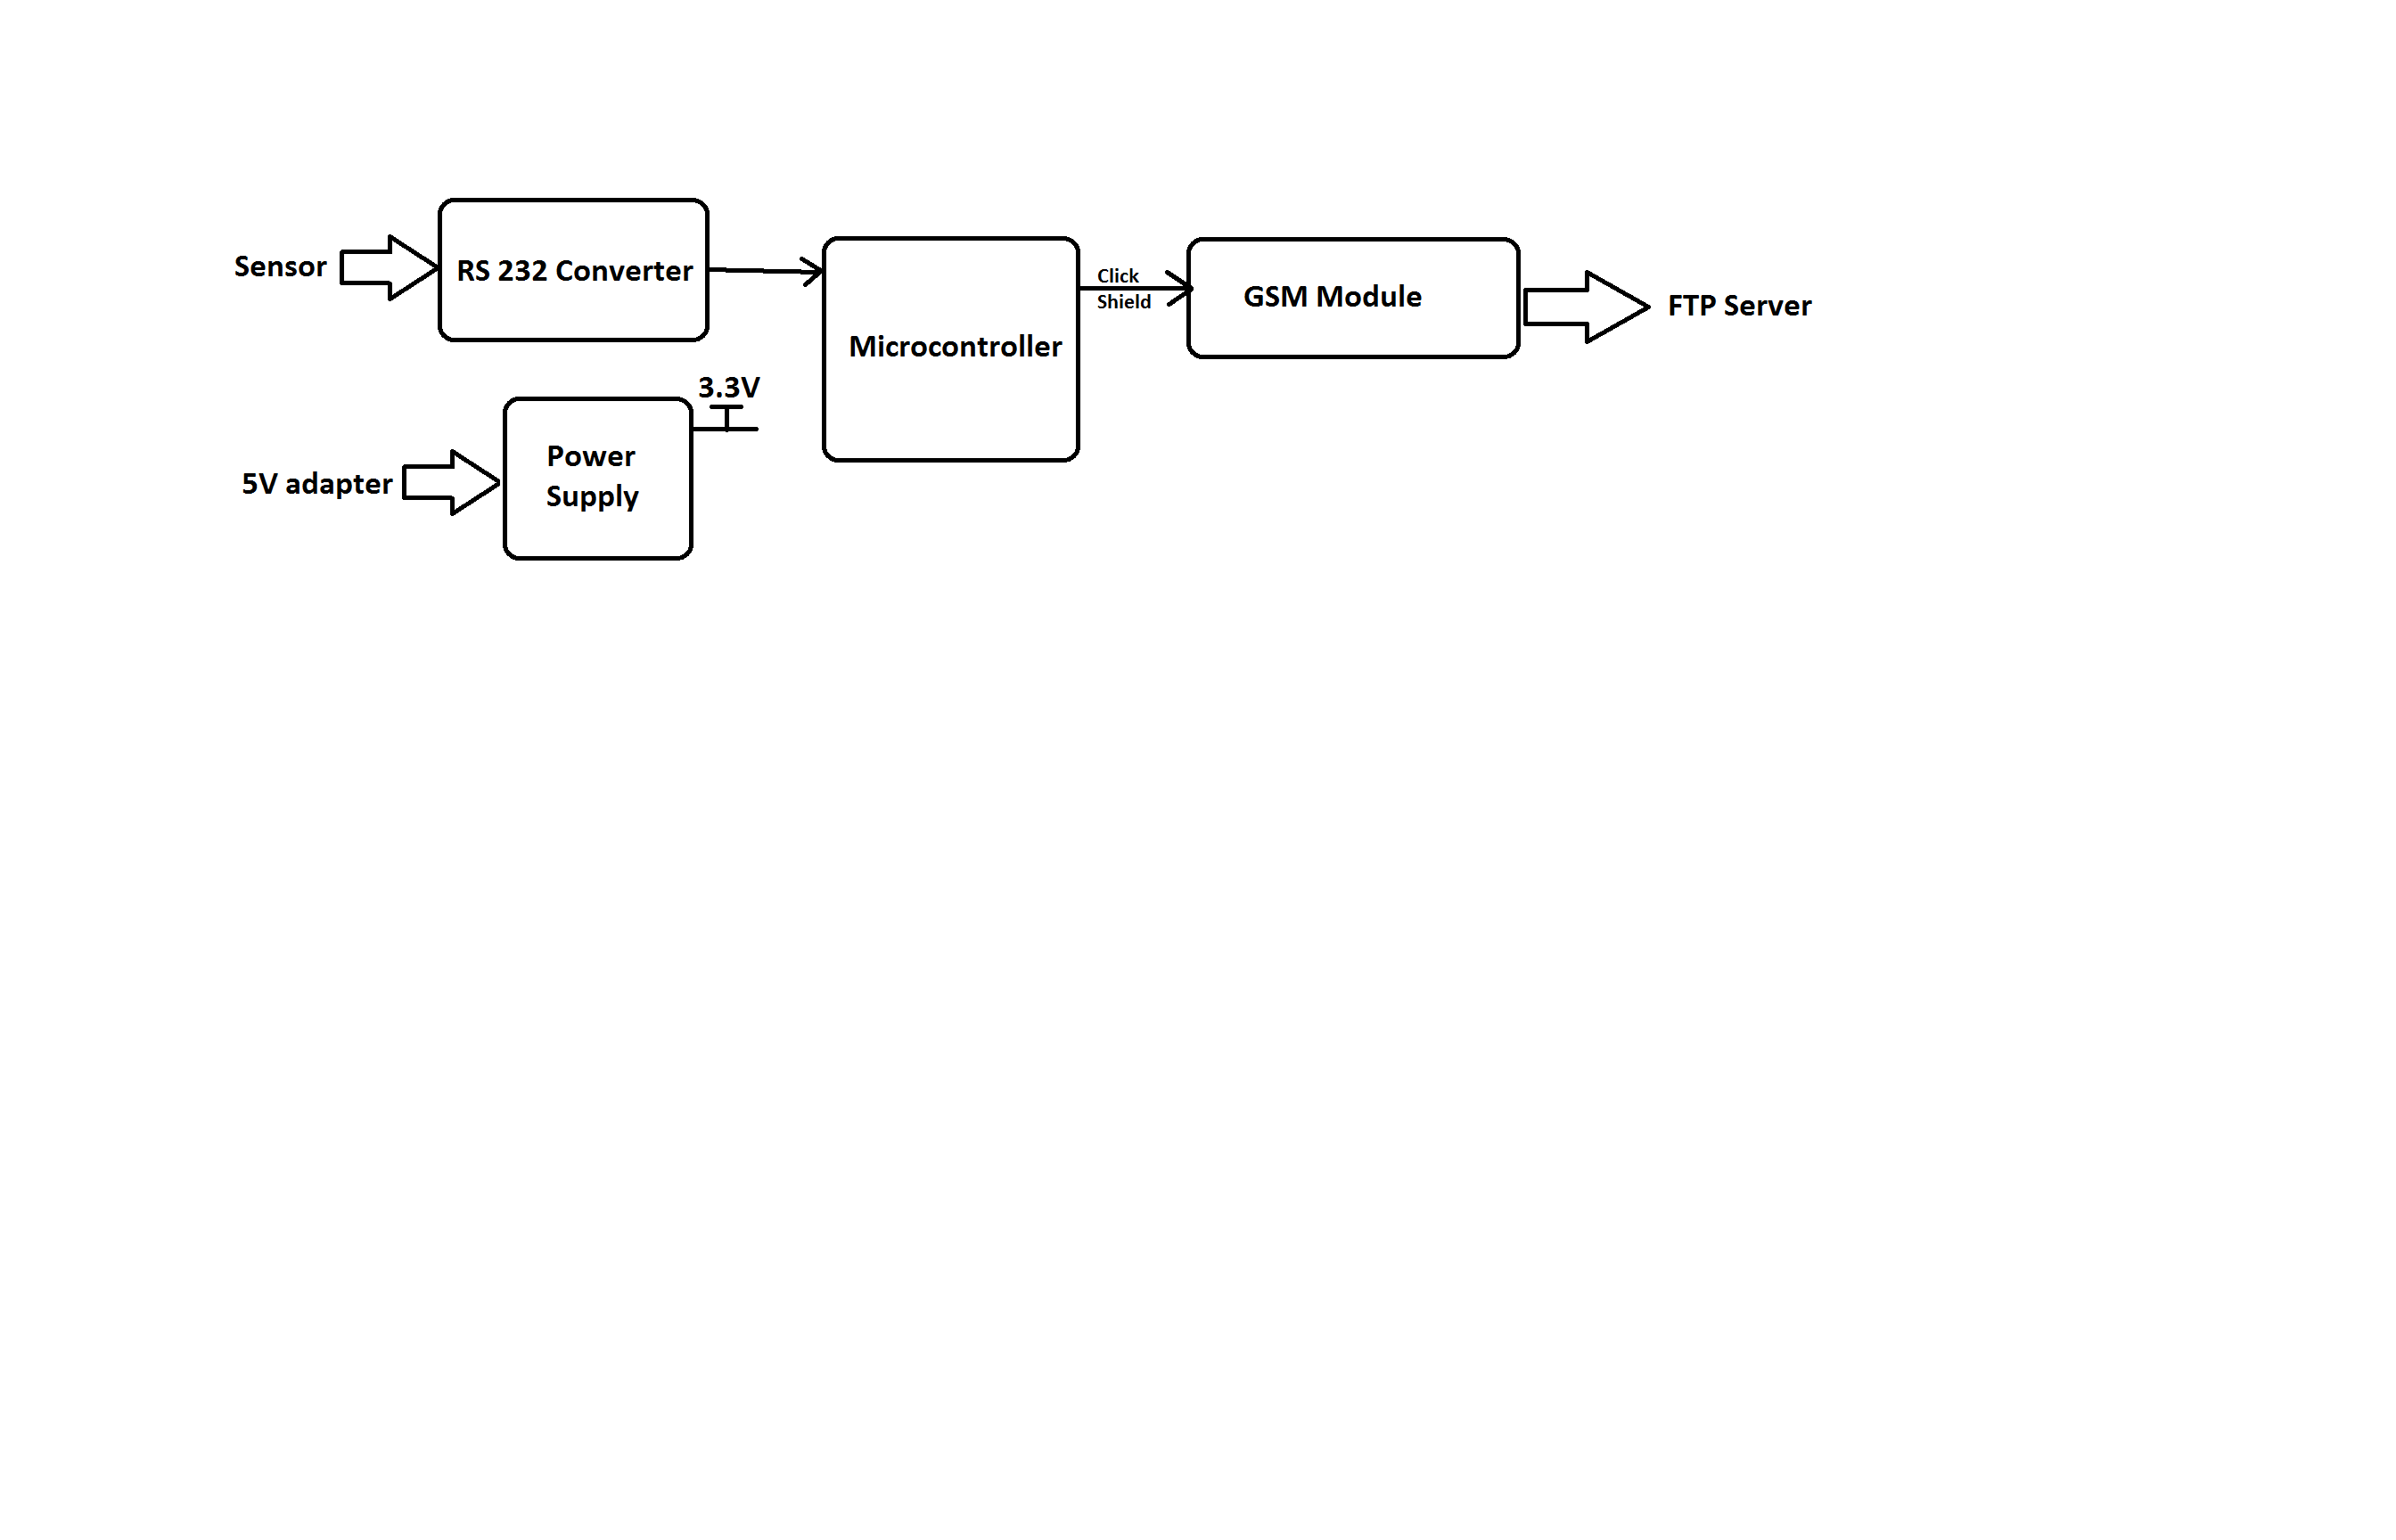 Sensor
RS 232 Converter
Microcontroller
Click
Shield
GSM Module
FTP Server
5V adapter
Power
Supply
3.3V